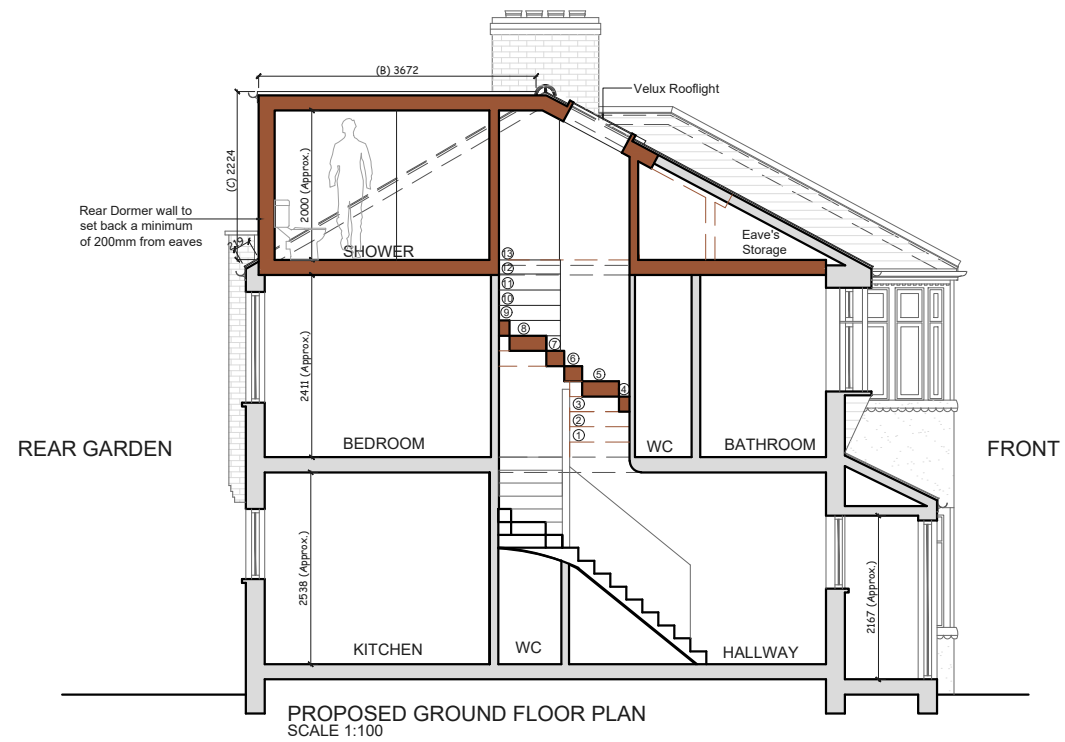 (B) 3672
Velux Rooflight
(C) 2224
2000 (Approx.)
Rear Dormer wall to
set back a minimum
of 200mm from eaves
219
SHOWER
Eave's
Storage
13
12
11
10
9
8
7
6
5
4
3
2
1
2411 (Approx.)
BEDROOM
WC
BATHROOM
REAR GARDEN
FRONT
2538 (Approx.)
2167 (Approx.)
KITCHEN
WC
HALLWAY
PROPOSED GROUND FLOOR PLAN
SCALE 1:100